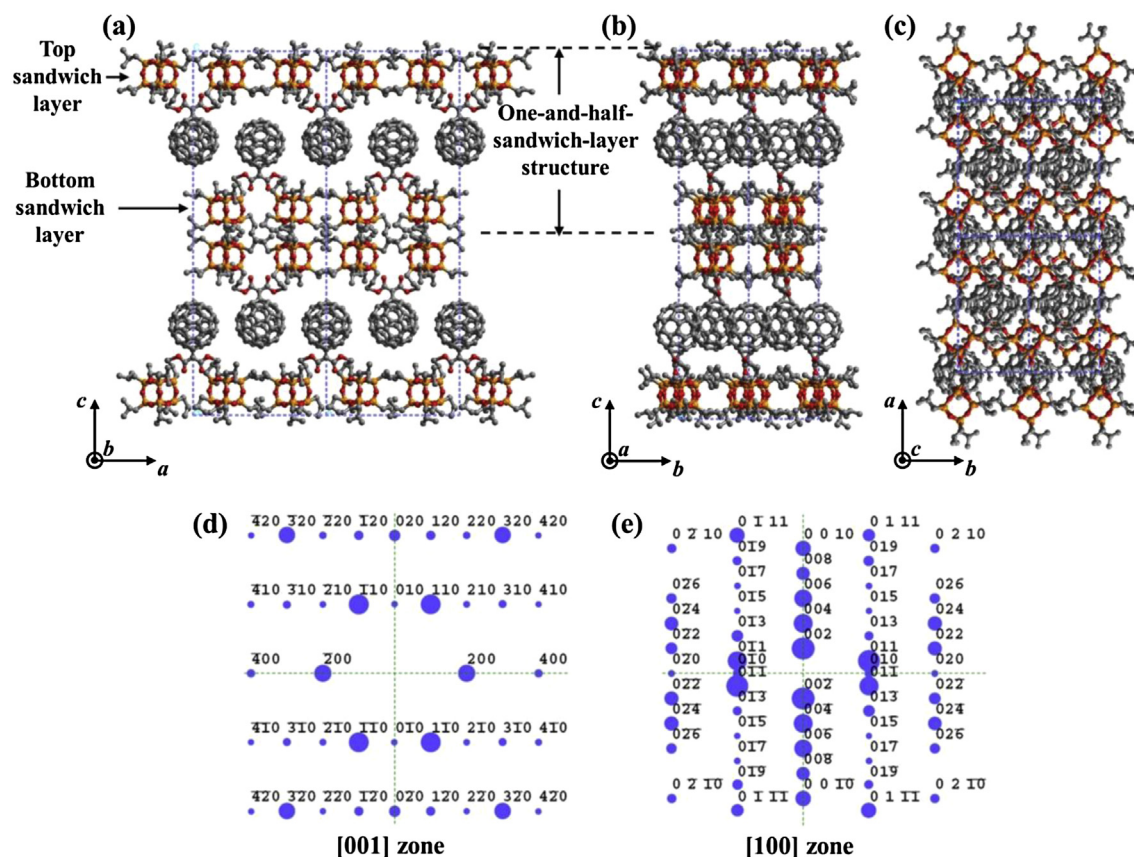 (a)
(b)
(c)
Top
sandwich
layer
One-and-half-
sandwich-layer
structure
Bottom
sandwich
layer
c
b
a
c
a
b
a
c
b
(d)
4̄20 3̄20 2̄20 1̄20 020 120 220 320 420
4̄10 3̄10 2̄10 1̄10 010 110 210 310 410
4̄00 2̄00 200 400
4̄1̄0 3̄1̄0 2̄1̄0 1̄1̄0 01̄0 11̄0 21̄0 31̄0 41̄0
4̄2̄0 3̄2̄0 2̄2̄0 1̄2̄0 02̄0 12̄0 22̄0 32̄0 42̄0
[001] zone
(e)
0 1̄ 11 0 1 11
0 2̄ 10 0 0 10 0 2 10
01̄9 008 019
01̄7 017
02̄6 006 026
01̄5 015
02̄4 004 024
01̄3 013
02̄2 002 022
01̄1 011
02̄0 01̄0 010 020
01̄1̄ 011̄
02̄2̄ 002̄ 022̄
01̄3̄ 013̄
02̄4̄ 004̄ 024̄
01̄5̄ 015̄
02̄6̄ 006̄ 026̄
01̄7̄ 017̄
008̄
01̄9̄ 019̄
0 2̄ 1̄0̄ 0 0 1̄0̄ 0 2 1̄0̄
0 1̄ 1̄1̄ 0 1 1̄1̄
[100] zone